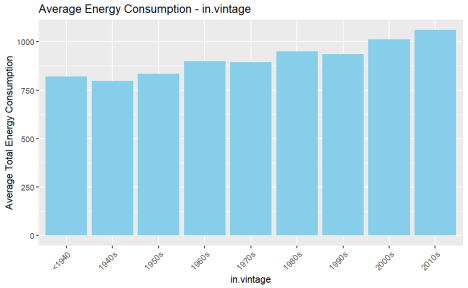 Average Energy Consumption - in.vintage
Average Total Energy Consumption
1000
750
500
250
0
<1940
1940s
1950s
1960s
1970s
1980s
1990s
2000s
2010s
in.vintage